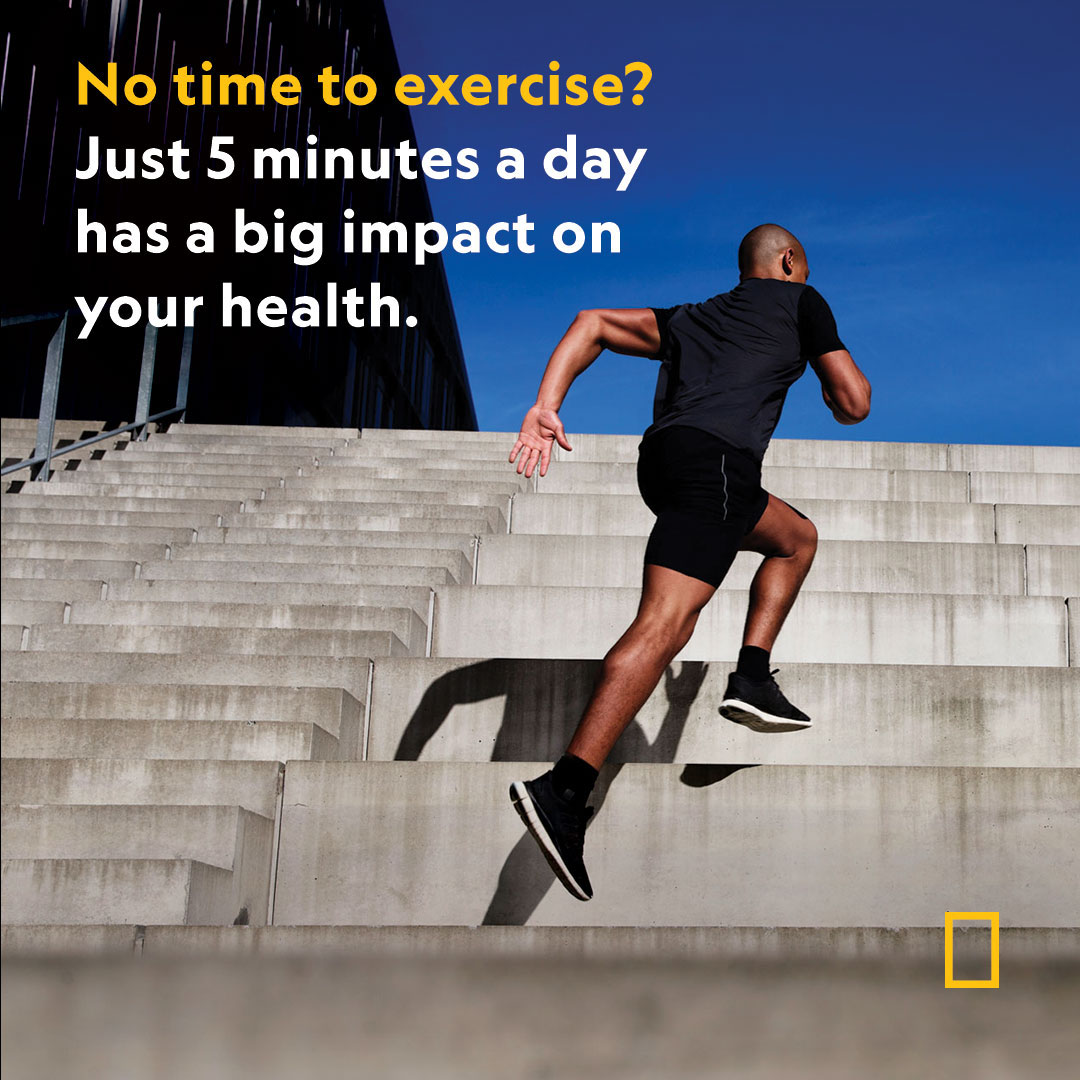 No time to exercise?
Just 5 minutes a day
has a big impact on
your health.